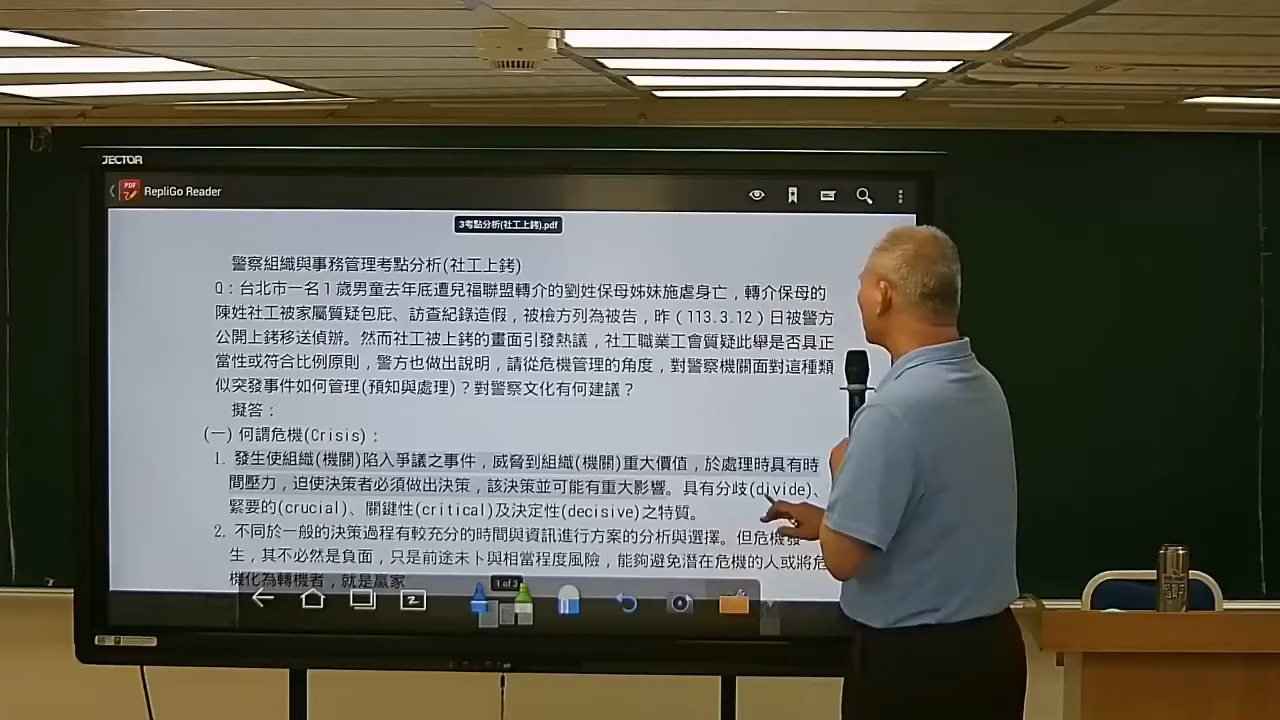 JECTOR
RepliGo Reader
3考點分析(社工上銬).pdf
警察組織與事務管理考點分析(社工上銬)
Q：台北市一名1歲男童去年底遭兒福聯盟轉介的劉姓保母姊妹施虐身亡，轉介保母的
陳姓社工被家屬質疑包庇、訪查紀錄造假，被檢方列為被告，昨（113.3.12）日被警方
公開上銬移送偵辦。然而社工被上銬的畫面引發熱議，社工職業工會質疑此舉是否具正
當性或符合比例原則，警方也做出說明，請從危機管理的角度，對警察機關面對這種類
似突發事件如何管理(預知與處理)？對警察文化有何建議？
擬答：
(一) 何謂危機(Crisis)：
1. 發生使組織(機關)陷入爭議之事件，威脅到組織(機關)重大價值，於處理時具有時
間壓力，迫使決策者必須做出決策，該決策並可能有重大影響。具有分歧(divide)、
緊要的(crucial)、關鍵性(critical)及決定性(decisive)之特質。
2. 不同於一般的決策過程有較充分的時間與資訊進行方案的分析與選擇。但危機發
生，其不必然是負面，只是前途未卜與相當程度風險，能夠避免潛在危機的人或將危
機化為轉機者，就是贏家
1 of 3